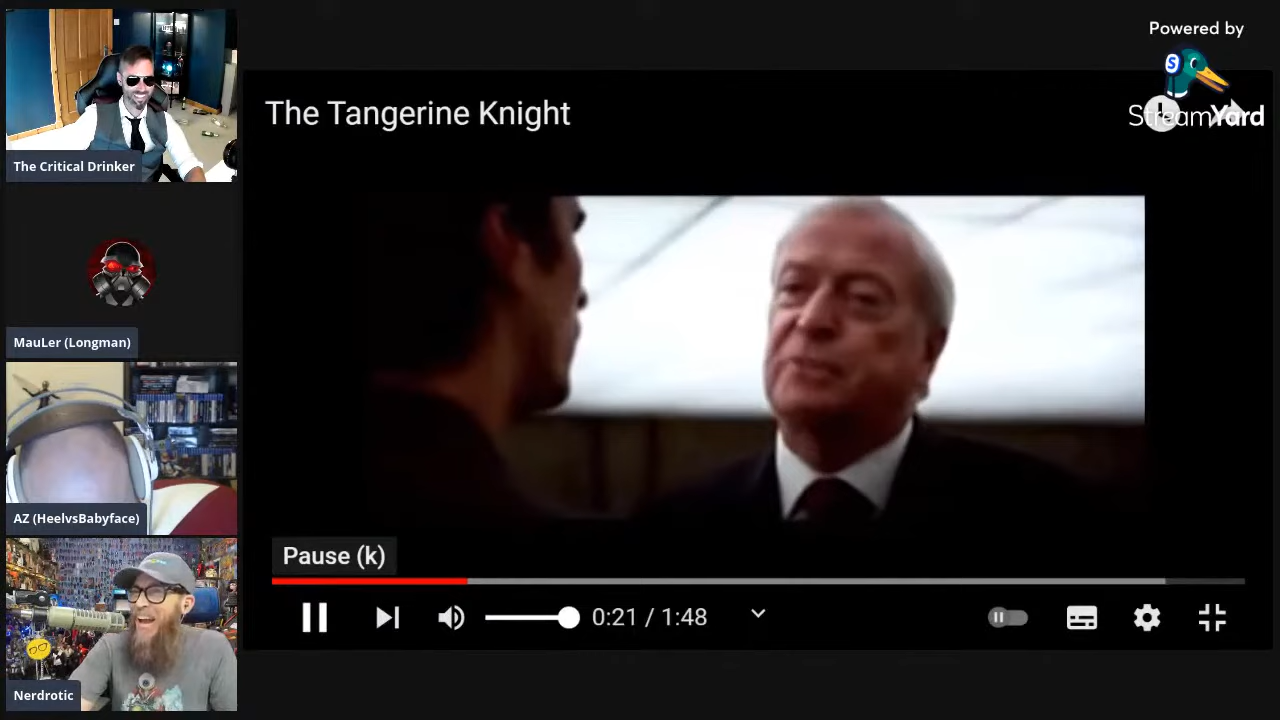 Powered by
StreamYard
The Critical Drinker
The Tangerine Knight
MauLer (Longman)
AZ (HeelvsBabyface)
Pause (k)
0:21 / 1:48
Nerdrotic